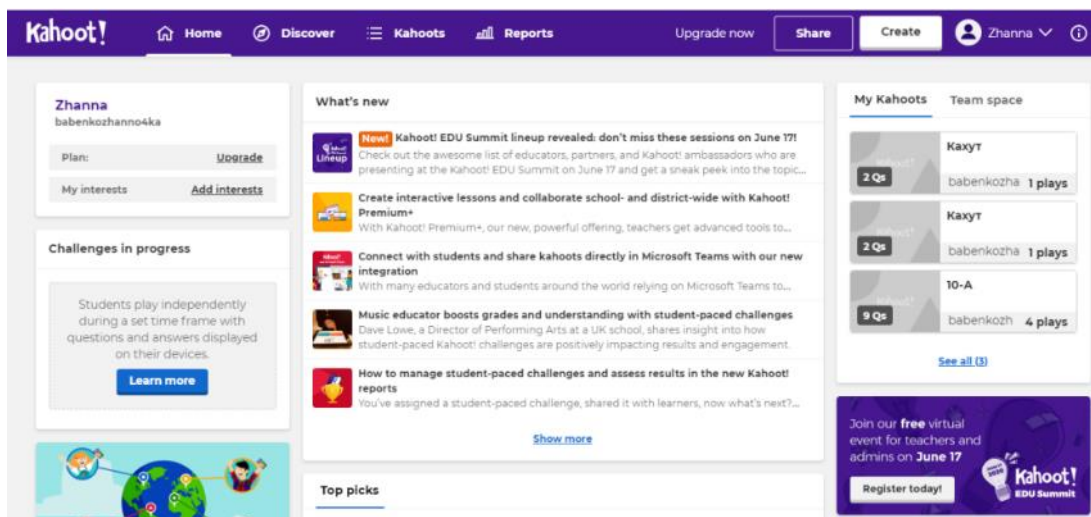 Kahoot!
Home
Discover
Kahoots
Reports
Upgrade now
Share
Create
Zhanna
Zhanna
babenkozhanno4ka
Plan:
Upgrade
My interests
Add interests
Challenges in progress
Students play independently
during a set time frame with
questions and answers displayed
on their devices.
Learn more
What's new
Lineup
New! Kahoot! EDU Summit lineup revealed: don't miss these sessions on June 17!
Check out the awesome list of educators, partners, and Kahoot! ambassadors who are
presenting at the Kahoot! EDU Summit on June 17 and get a sneak peek into the topic...
Create interactive lessons and collaborate school- and district-wide with Kahoot!
Premium+
With Kahoot! Premium+, our new, powerful offering, teachers get advanced tools to...
Connect with students and share kahoots directly in Microsoft Teams with our new
integration
With many educators and students around the world relying on Microsoft Teams to...
Music educator boosts grades and understanding with student-paced challenges
Dave Lowe, a Director of Performing Arts at a UK school, shares insight into how
student-paced Kahoot! challenges are positively impacting results and engagement.
How to manage student-paced challenges and assess results in the new Kahoot!
reports
You've assigned a student-paced challenge, shared it with learners, now what's next?...
Show more
Top picks
My Kahoots
Team space
Кахут
2 Qs
babenkozha 1 plays
Кахут
2 Qs
babenkozha 1 plays
10-А
9 Qs
babenkozh 4 plays
See all (3)
Join our free virtual
event for teachers and
admins on June 17
Register today!
Kahoot!
EDU Summit